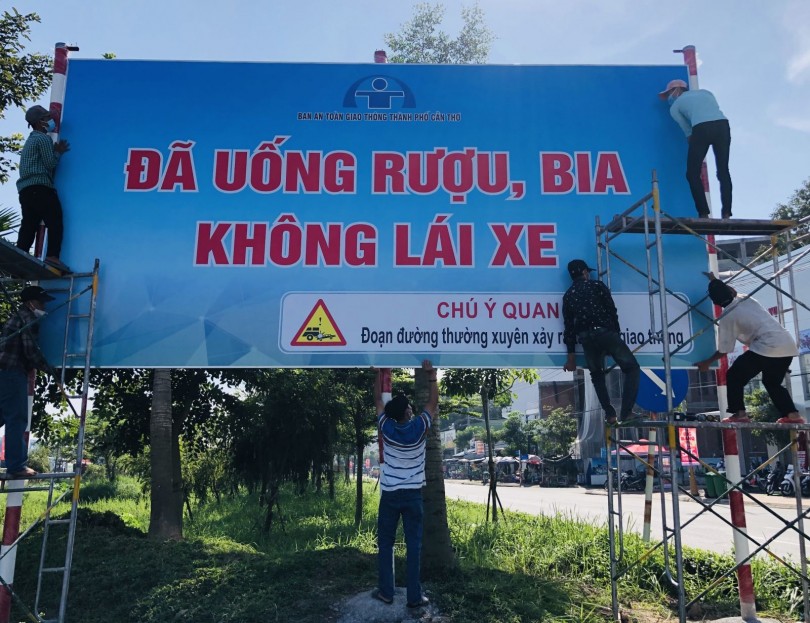 BAN AN TOÀN GIAO THÔNG THÀNH PHỐ CẦN THƠ
ĐÃ UỐNG RƯỢU, BIA
KHÔNG LÁI XE
CHÚ Ý QUAN
Đoạn đường thường xuyên xảy giao thông